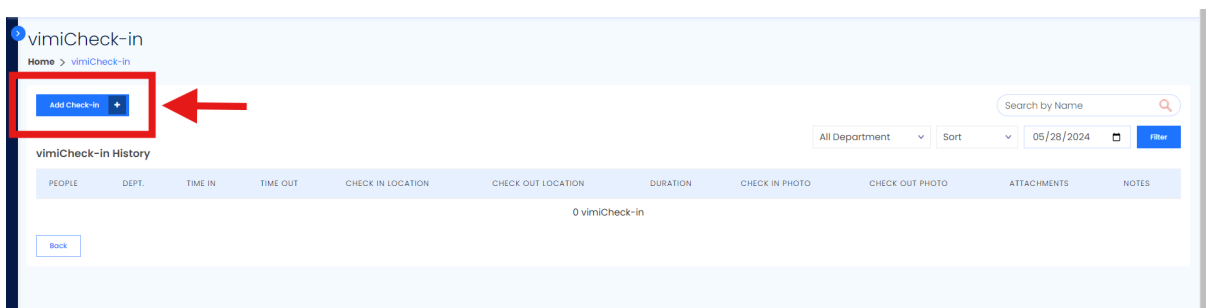 vimiCheck-in
Home > vimiCheck-in
Add Check-in +
Search by Name
All Department Sort 05/28/2024 Filter
vimiCheck-in History
PEOPLE DEPT. TIME IN TIME OUT CHECK IN LOCATION CHECK OUT LOCATION DURATION CHECK IN PHOTO CHECK OUT PHOTO ATTACHMENTS NOTES
0 vimiCheck-in
Back